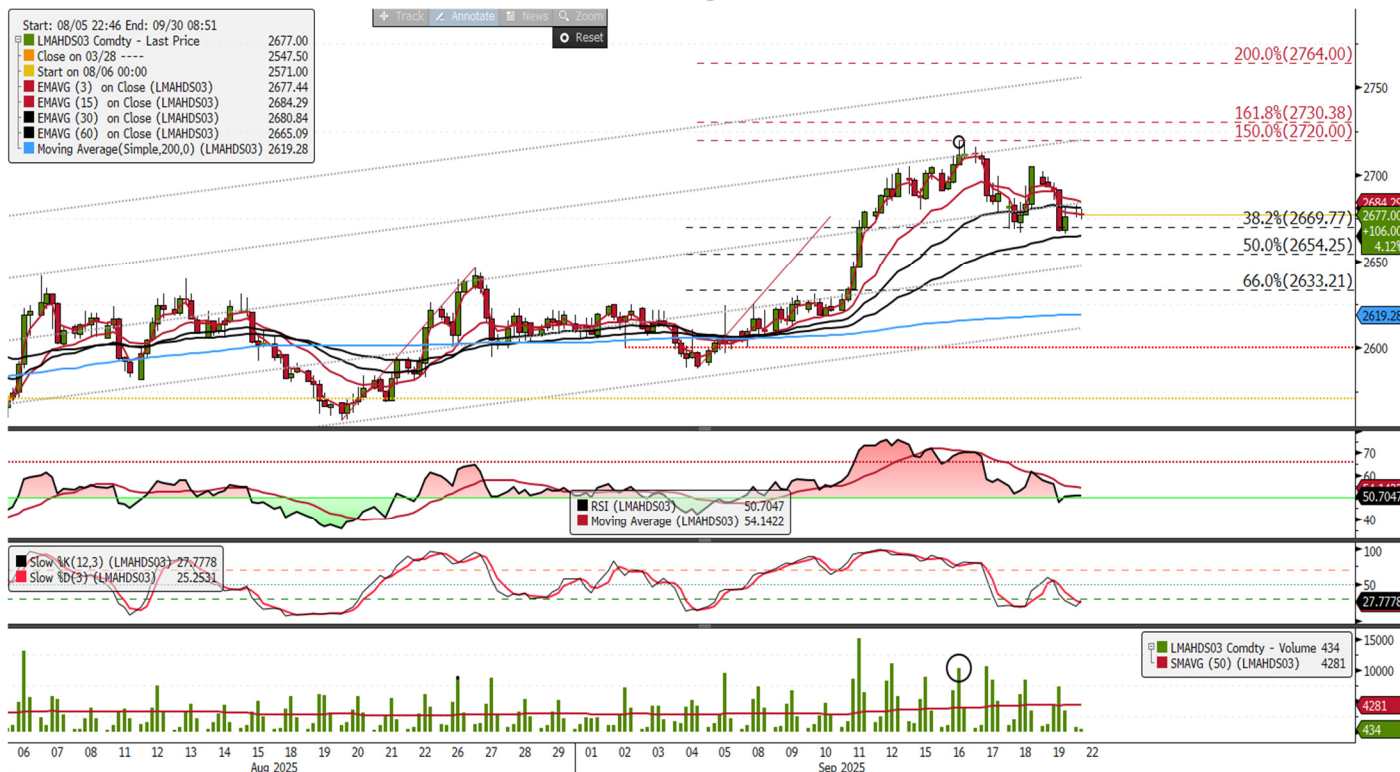 Track Annotate News Zoom
Reset
Start: 08/05 22:46 End: 09/30 08:51
LMAHDS03 Comdty - Last Price 2677.00
Close on 03/28 ---- 2547.50
Start on 08/06 00:00 2571.00
EMAVG (3) on Close (LMAHDS03) 2677.44
EMAVG (15) on Close (LMAHDS03) 2684.29
EMAVG (30) on Close (LMAHDS03) 2680.84
EMAVG (60) on Close (LMAHDS03) 2665.09
Moving Average(Simple,200,0) (LMAHDS03) 2619.28
200.0%(2764.00)
2750
161.8%(2730.38)
150.0%(2720.00)
2700
2684.29
2677.00
+106.00
4.12%
38.2%(2669.77)
50.0%(2654.25)
2650
66.0%(2633.21)
2619.28
2600
70
60
50.7047
40
RSI (LMAHDS03) 50.7047
Moving Average (LMAHDS03) 54.1422
Slow %K(12,3) (LMAHDS03) 27.7778
Slow %D(3) (LMAHDS03) 25.2531
100
50
27.7778
LMAHDS03 Comdty - Volume 434
SMAVG (50) (LMAHDS03) 4281
15000
10000
4281
434
06 07 08 11 12 13 14 15 18 19 20 21 22 26 27 28 29 01 02 03 04 05 08 09 10 11 12 15 16 17 18 19 22
Aug 2025 Sep 2025